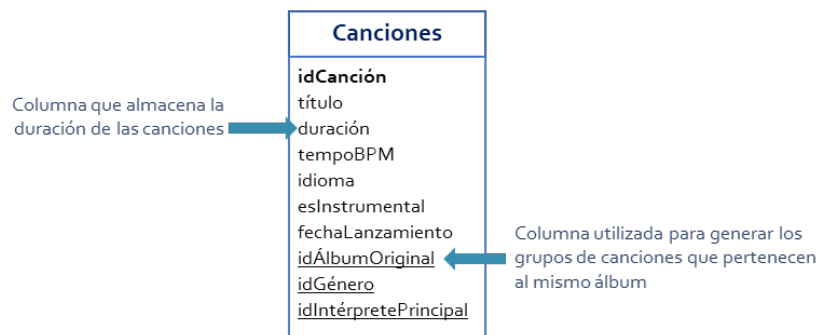 Canciones
idCanción
título
duración
tempoBPM
idioma
esInstrumental
fechaLanzamiento
idÁlbumOriginal
idGénero
idIntérpretePrincipal
Columna que almacena la
duración de las canciones
Columna utilizada para generar los
grupos de canciones que pertenecen
al mismo álbum